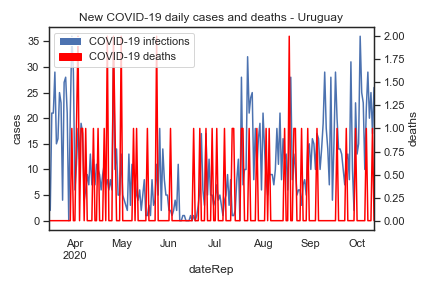 New COVID-19 daily cases and deaths - Uruguay
COVID-19 infections
COVID-19 deaths
35
30
25
20
15
10
5
0
cases
2.00
1.75
1.50
1.25
1.00
0.75
0.50
0.25
0.00
deaths
Apr May Jun Jul Aug Sep Oct
2020
dateRep